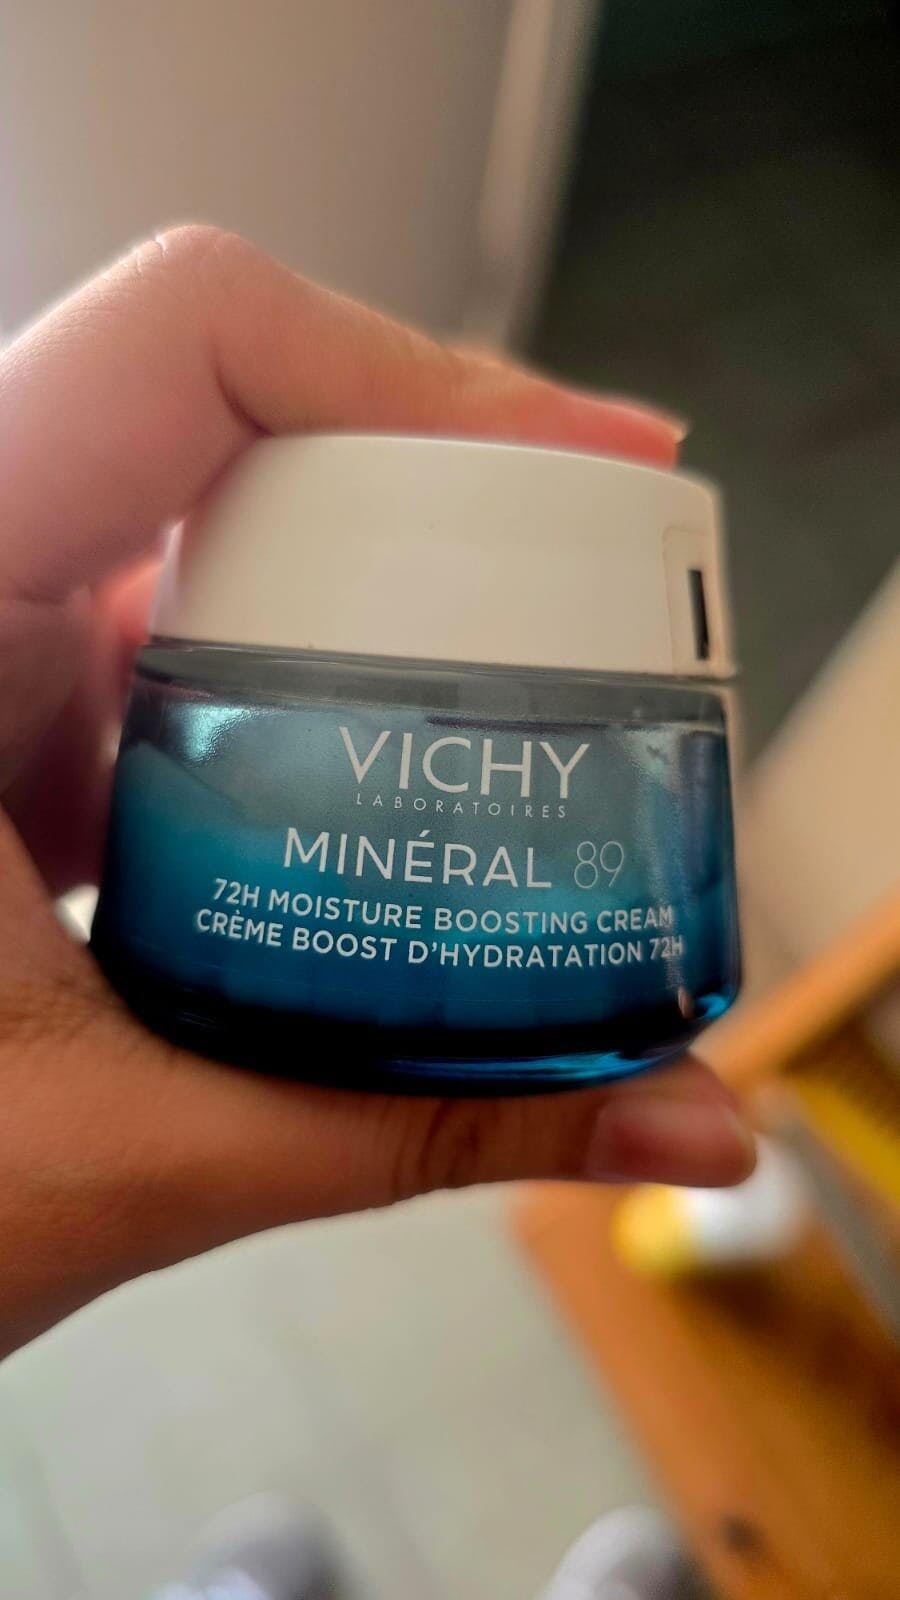 VICHY
LABORATOIRES
MINÉRAL 89
72H MOISTURE BOOSTING CREAM
CRÈME BOOST D'HYDRATATION 72H